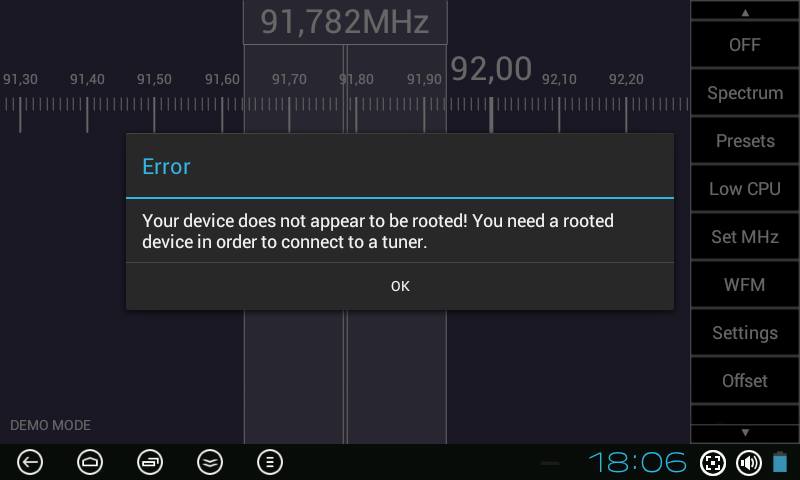 91,782MHz
91,30 91,40 91,50 91,60 91,70 91,80 91,90 92,00 92,10 92,20
OFF
Spectrum
Presets
Low CPU
Set MHz
WFM
Settings
Offset
Error
Your device does not appear to be rooted! You need a rooted
device in order to connect to a tuner.
OK
DEMO MODE
18:06